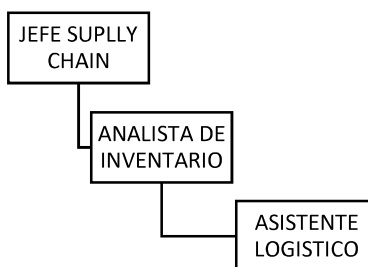 JEFE SUPLLY
CHAIN
ANALISTA DE
INVENTARIO
ASISTENTE
LOGISTICO